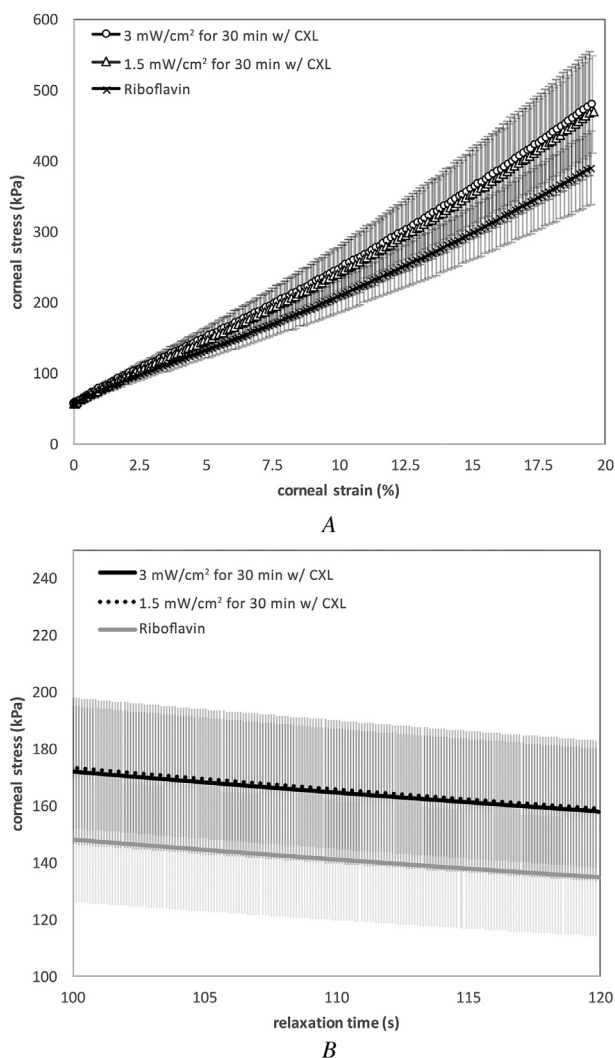 600
500
400
300
200
100
0
corneal stress (kPa)
3 mW/cm² for 30 min w/ CXL
1.5 mW/cm² for 30 min w/ CXL
Riboflavin
0 2.5 5 7.5 10 12.5 15 17.5 20
corneal strain (%)
A
240
220
200
180
160
140
120
100
corneal stress (kPa)
3 mW/cm² for 30 min w/ CXL
1.5 mW/cm² for 30 min w/ CXL
Riboflavin
100 105 110 115 120
relaxation time (s)
B